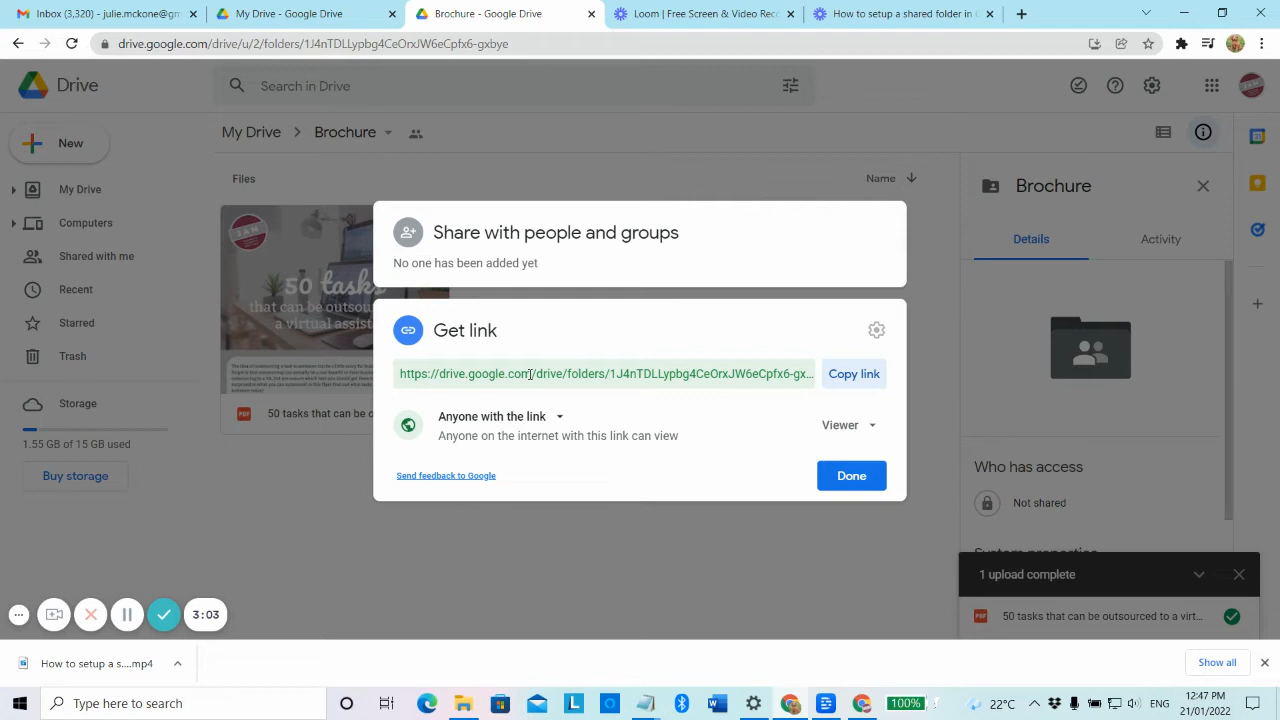 Inbox (3,320) - julie.mckone@gm
My Drive - Google Drive
Brochure - Google Drive
Loom | Free Screen & Video Reco
How to setup a shared folder in G
drive.google.com/drive/u/2/folders/1J4nTDLLypbg4CeOrxJW6eCpfx6-gxbye
Drive
Search in Drive
New
My Drive
Computers
Shared with me
Recent
Starred
Trash
Storage
1.55 GB of 15 GB used
Buy storage
My Drive > Brochure
Files
Name
JAM
50 tasks
that can be outsou
a virtual assist
50 tasks that can be o
Share with people and groups
No one has been added yet
Get link
https://drive.google.com/drive/folders/1J4nTDLLypbg4CeOrxJW6eCpfx6-gx...
Copy link
Anyone with the link
Anyone on the internet with this link can view
Viewer
Send feedback to Google
Done
Brochure
Details
Activity
Who has access
Not shared
System properties
1 upload complete
50 tasks that can be outsourced to a virt...
3:03
How to setup a s....mp4
Show all
Type here to search
100%
22°C
ENG
12:47 PM
21/01/2022